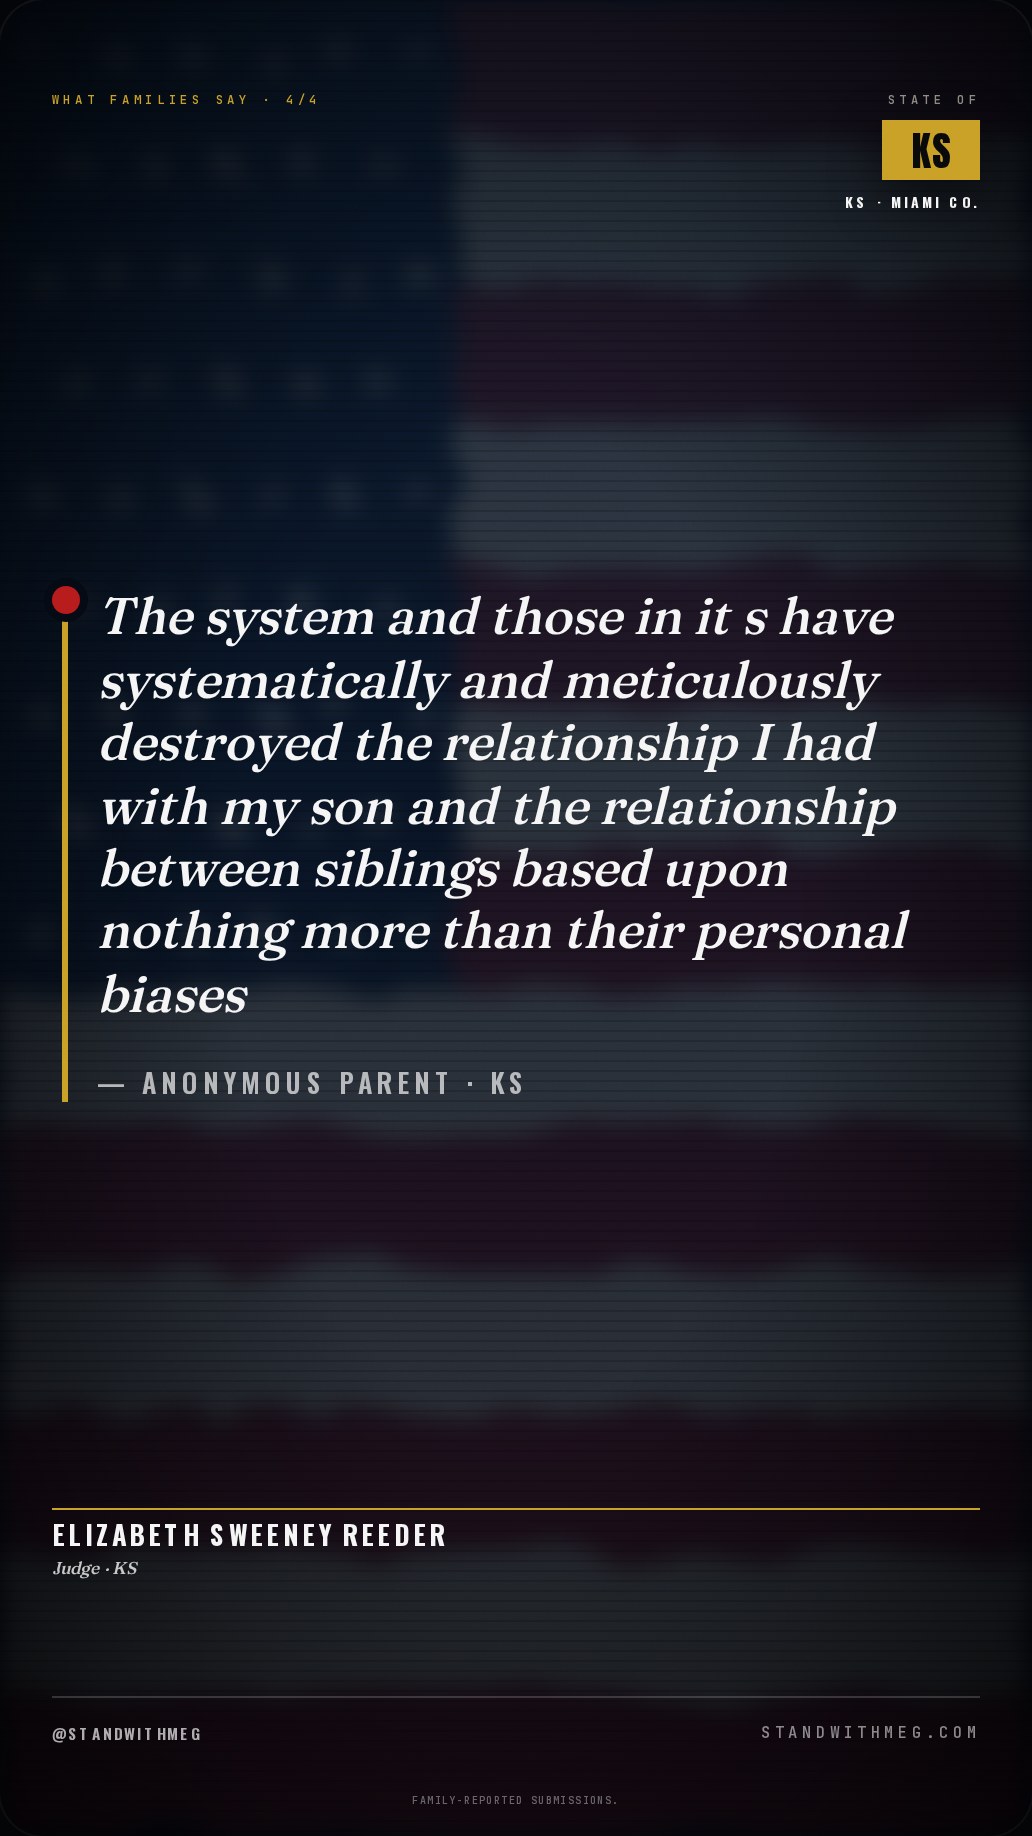 WHAT FAMILIES SAY · 4/4
STATE OF
KS
KS · MIAMI CO.
The system and those in it s have
systematically and meticulously
destroyed the relationship I had
with my son and the relationship
between siblings based upon
nothing more than their personal
biases
— ANONYMOUS PARENT · KS
ELIZABETH SWEENEY REEDER
Judge · KS
@STANDWITHMEG
STANDWITHMEG.COM
FAMILY-REPORTED SUBMISSIONS.